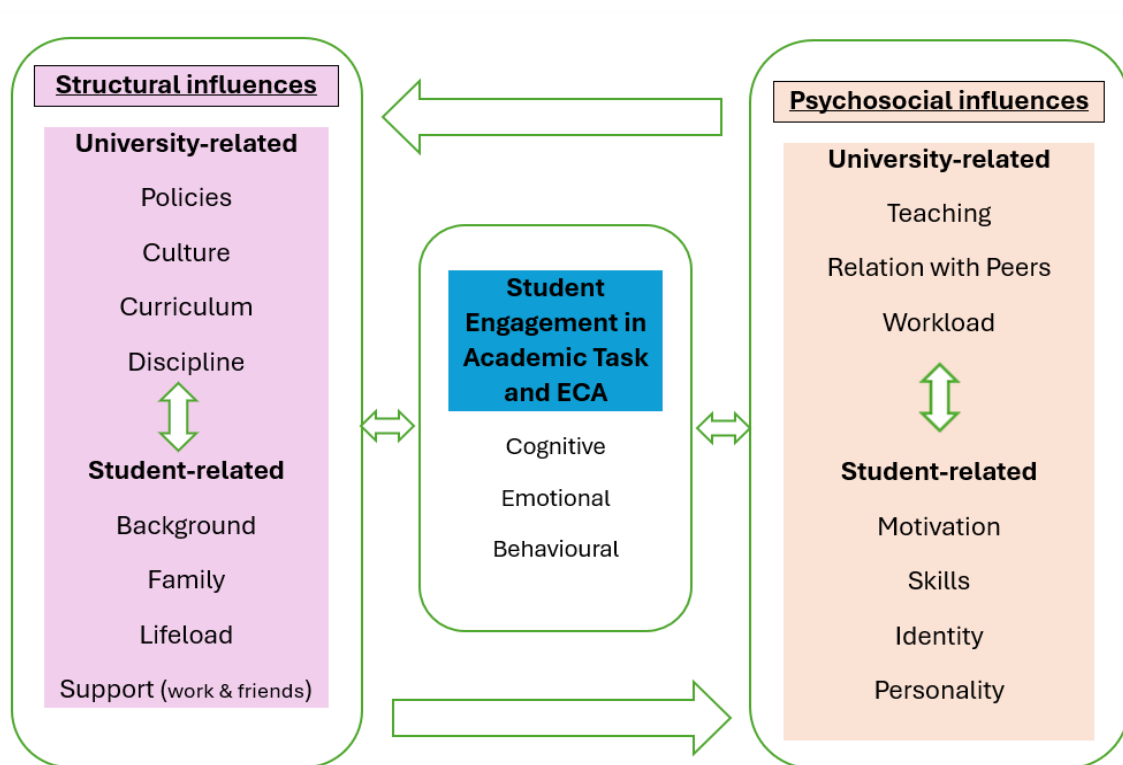 Structural influences
University-related
Policies
Culture
Curriculum
Discipline
Student-related
Background
Family
Lifeload
Support (work & friends)
Student
Engagement in
Academic Task
and ECA
Cognitive
Emotional
Behavioural
Psychosocial influences
University-related
Teaching
Relation with Peers
Workload
Student-related
Motivation
Skills
Identity
Personality